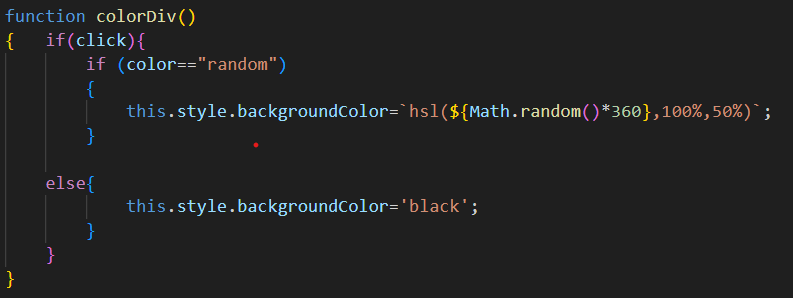 function colorDiv()
{   if(click){
        if (color=="random")
        {
            this.style.backgroundColor=`hsl(${Math.random()*360},100%,50%)`;
        }
    else{
            this.style.backgroundColor='black';
        }
    }
}